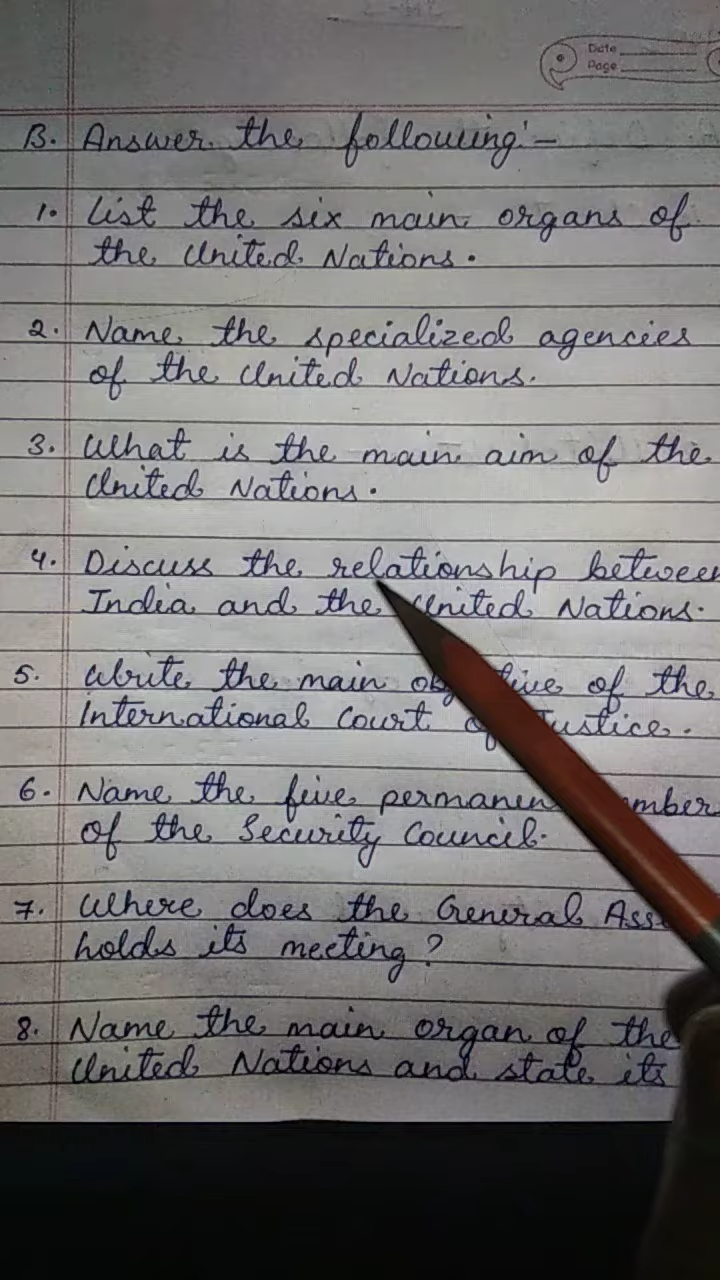 Date
Page
B. Answer the following:-
1. List the six main organs of
the United Nations.
2. Name the specialized agencies
of the United Nations.
3. What is the main aim of the
United Nations.
4. Discuss the relationship between
India and the United Nations.
5. Write the main of the
International Court of Justice.
6. Name the five
of the Security Council.
7. Where does the General
holds its meeting?
8. Name the main organ of the
United Nations and state its